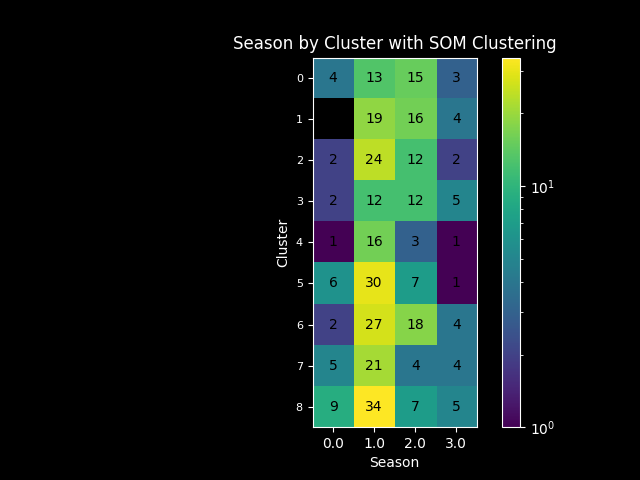 Season by Cluster with SOM Clustering
0 4 13 15 3
1 19 16 4
2 2 24 12 2
3 2 12 12 5
4 1 16 3 1
5 6 30 7 1
6 2 27 18 4
7 5 21 4 4
8 9 34 7 5
0.0 1.0 2.0 3.0
Season
Cluster
10¹
10⁰